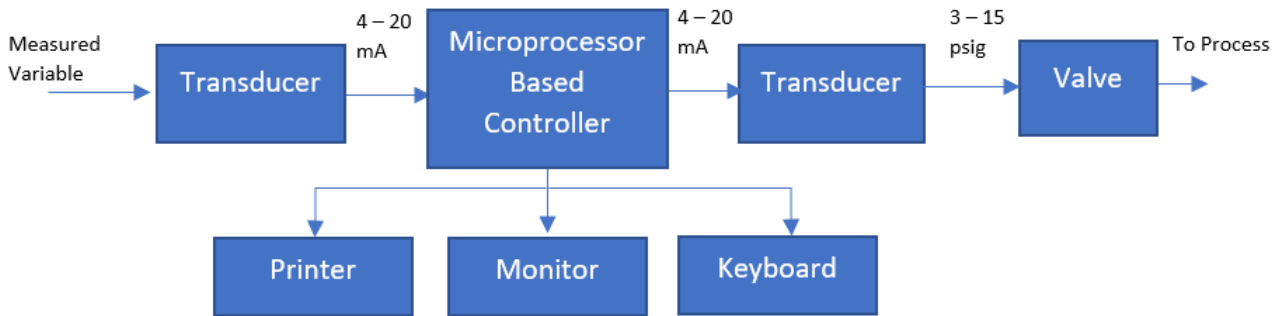 Measured
Variable
Transducer
4 – 20
mA
Microprocessor
Based
Controller
4 – 20
mA
Transducer
3 – 15
psig
Valve
To Process
Printer
Monitor
Keyboard